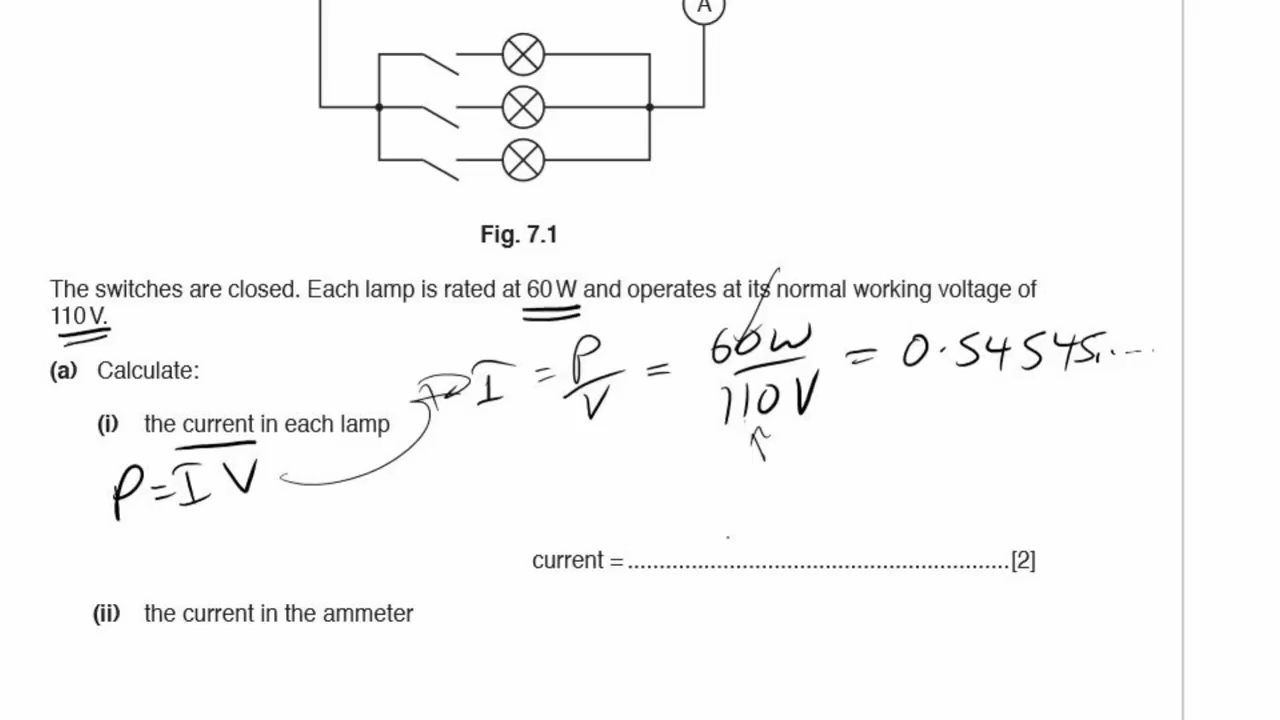 A
Fig. 7.1
The switches are closed. Each lamp is rated at 60 W and operates at its normal working voltage of
110 V.
(a) Calculate:
I = P/V = 60W/110V = 0.54545....
(i) the current in each lamp
P = IV
current = ............................................................[2]
(ii) the current in the ammeter